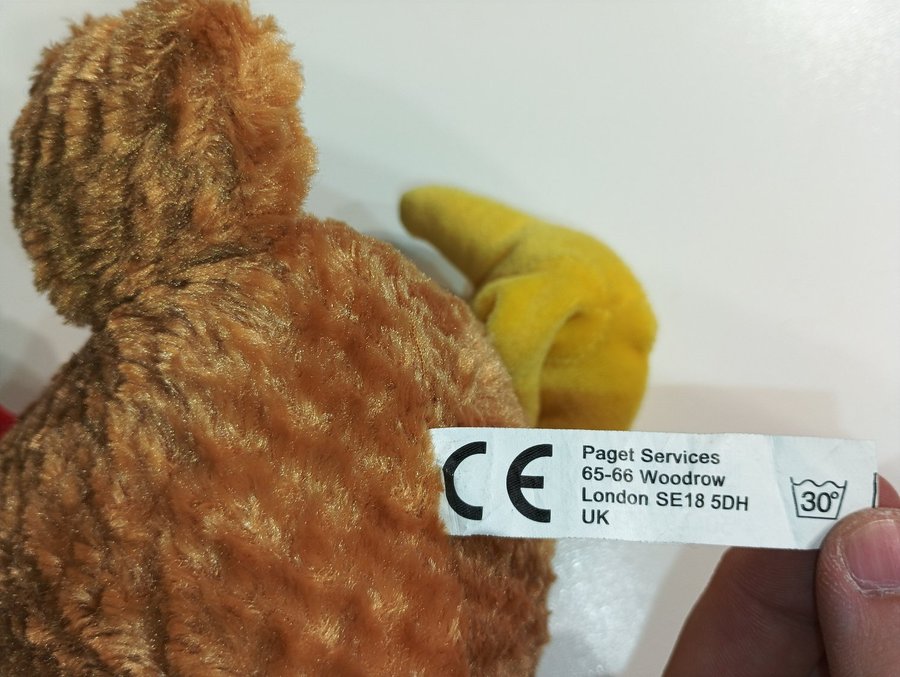 CE
Paget Services
65-66 Woodrow
London SE18 5DH
UK
30°